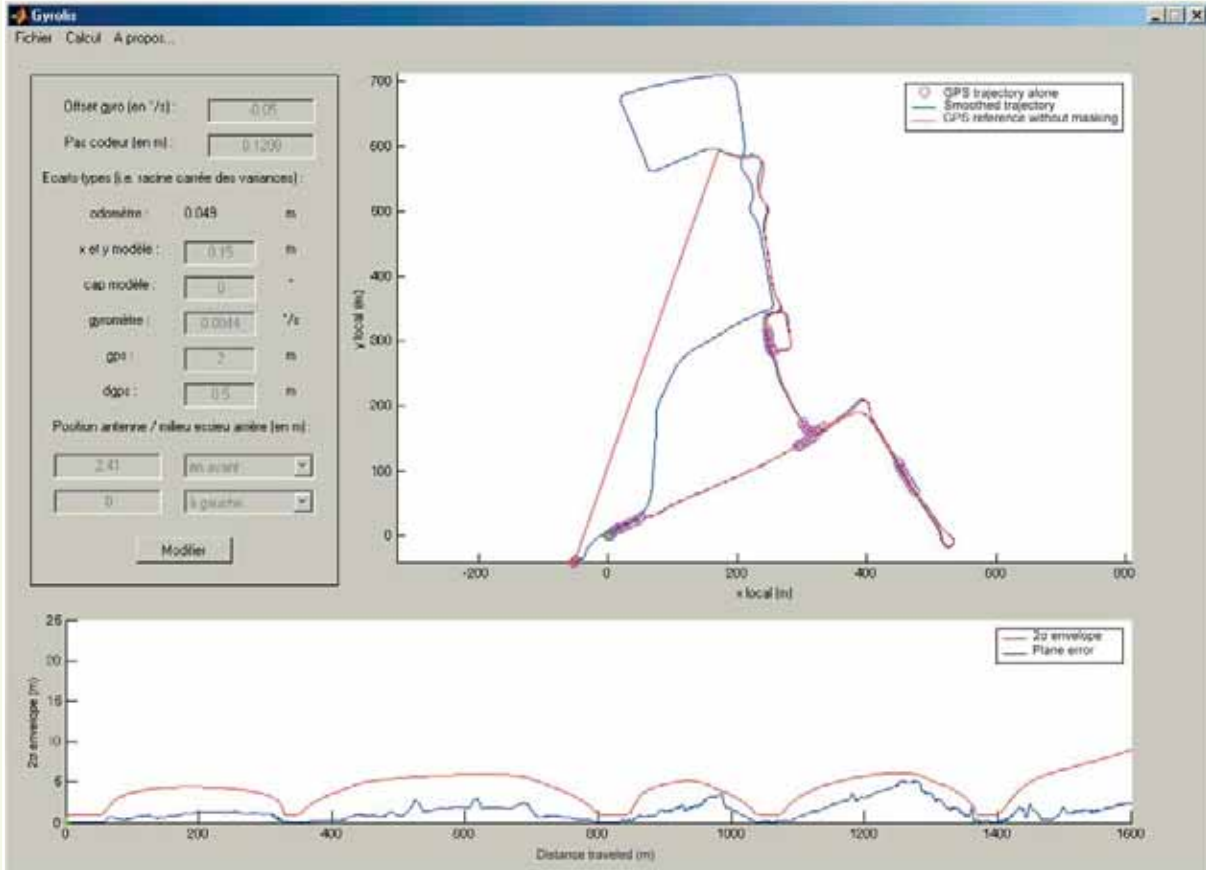 Gyrolis
Fichier Calcul A propos...
Offset gyro (en °/s) : -0.05
Pas codeur (en m) : 0.1200
Ecarts-types (i.e. racine carrée des variances) :
odomètre : 0.049 m
x et y modèle : 0.15 m
cap modèle : 0 °
gyromètre : 0.0044 °/s
gps : 2 m
dgps : 0.5 m
Position antenne / milieu essieu arrière (en m) :
2.41 en avant
0 à gauche
Modifier
GPS trajectory alone
Smoothed trajectory
GPS reference without masking
y local (m)
700
600
500
400
300
200
100
0
-200 0 200 400 600 800
x local (m)
2σ envelope
Plane error
2σ envelope (m)
25
20
15
10
5
0
0 200 400 600 800 1000 1200 1400 1600
Distance traveled (m)